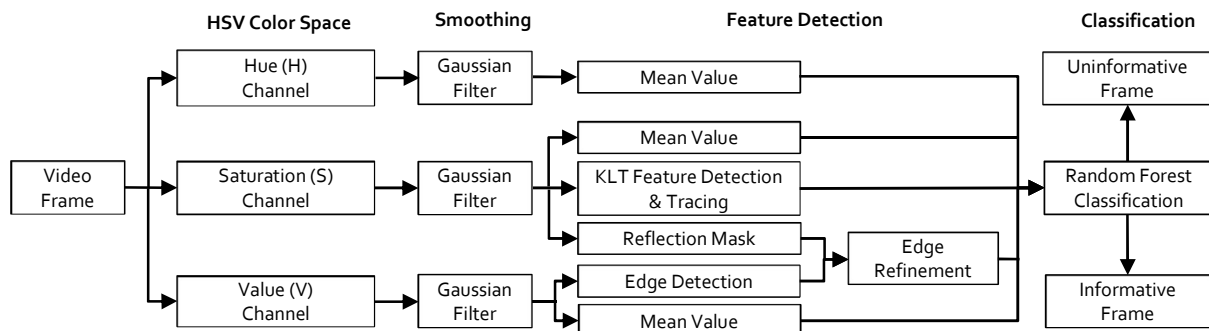 HSV Color Space
Smoothing
Feature Detection
Classification
Hue (H)
Channel
Gaussian
Filter
Mean Value
Uninformative
Frame
Mean Value
Video
Frame
Saturation (S)
Channel
Gaussian
Filter
KLT Feature Detection
& Tracing
Random Forest
Classification
Reflection Mask
Edge
Refinement
Value (V)
Channel
Gaussian
Filter
Edge Detection
Mean Value
Informative
Frame